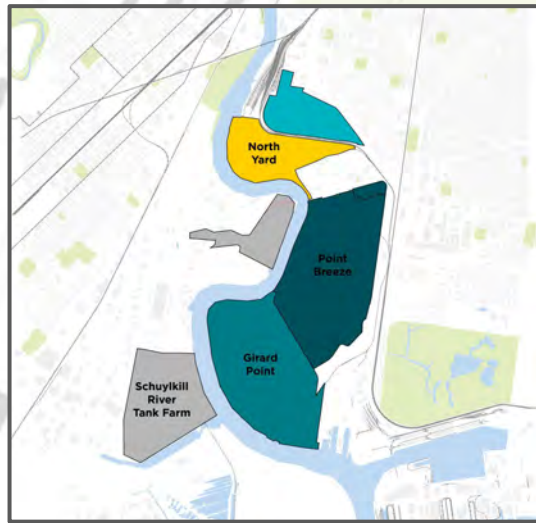 North
Yard
Point
Breeze
Girard
Point
Schuylkill
River
Tank Farm